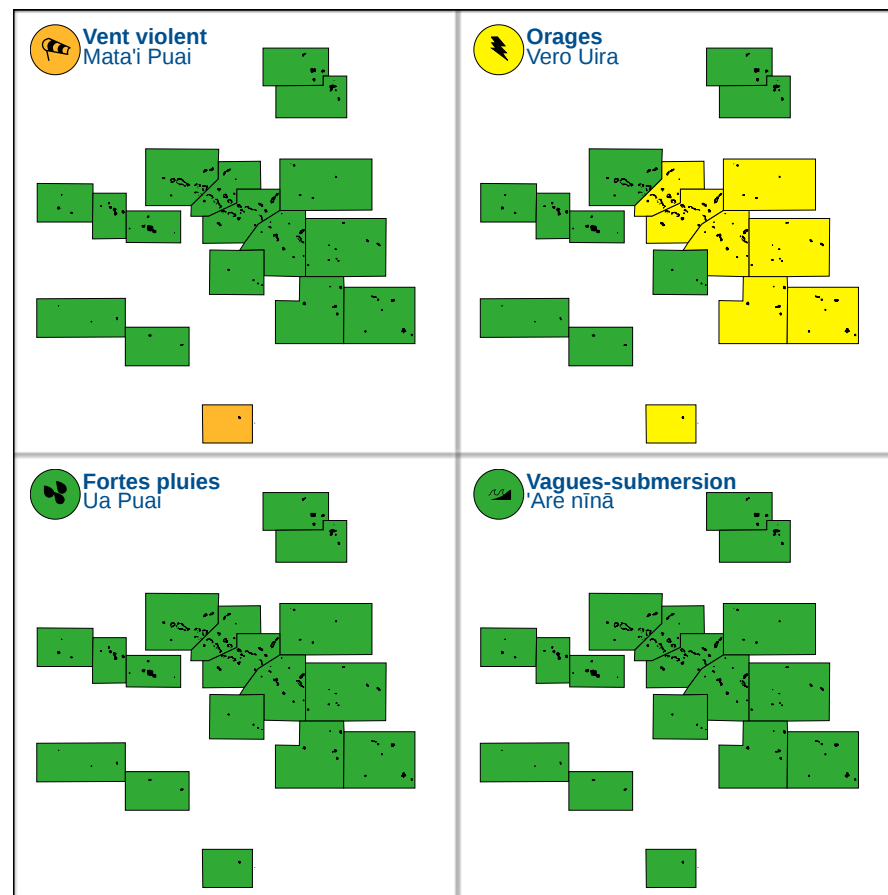 Vent violent
Mata'i Puai
Orages
Vero Uira
Fortes pluies
Ua Puai
Vagues-submersion
'Are nīnā